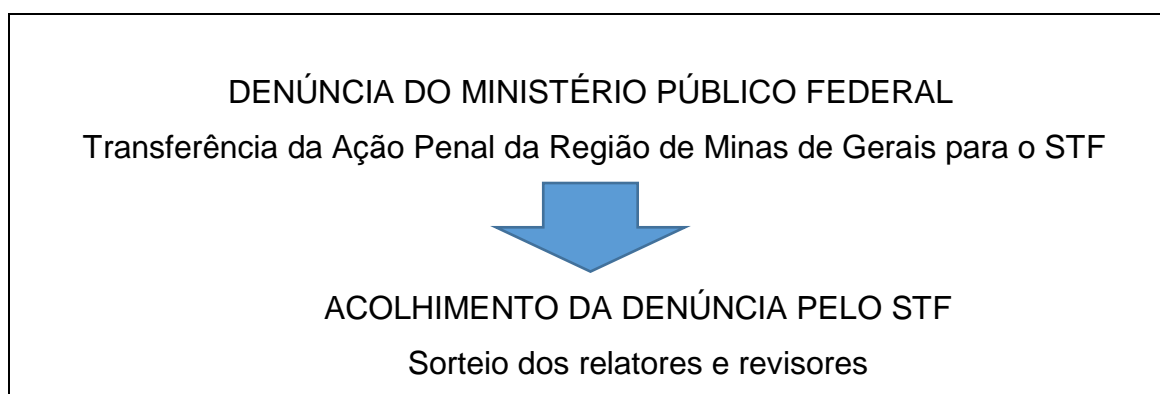 DENÚNCIA DO MINISTÉRIO PÚBLICO FEDERAL
Transferência da Ação Penal da Região de Minas de Gerais para o STF
ACOLHIMENTO DA DENÚNCIA PELO STF
Sorteio dos relatores e revisores